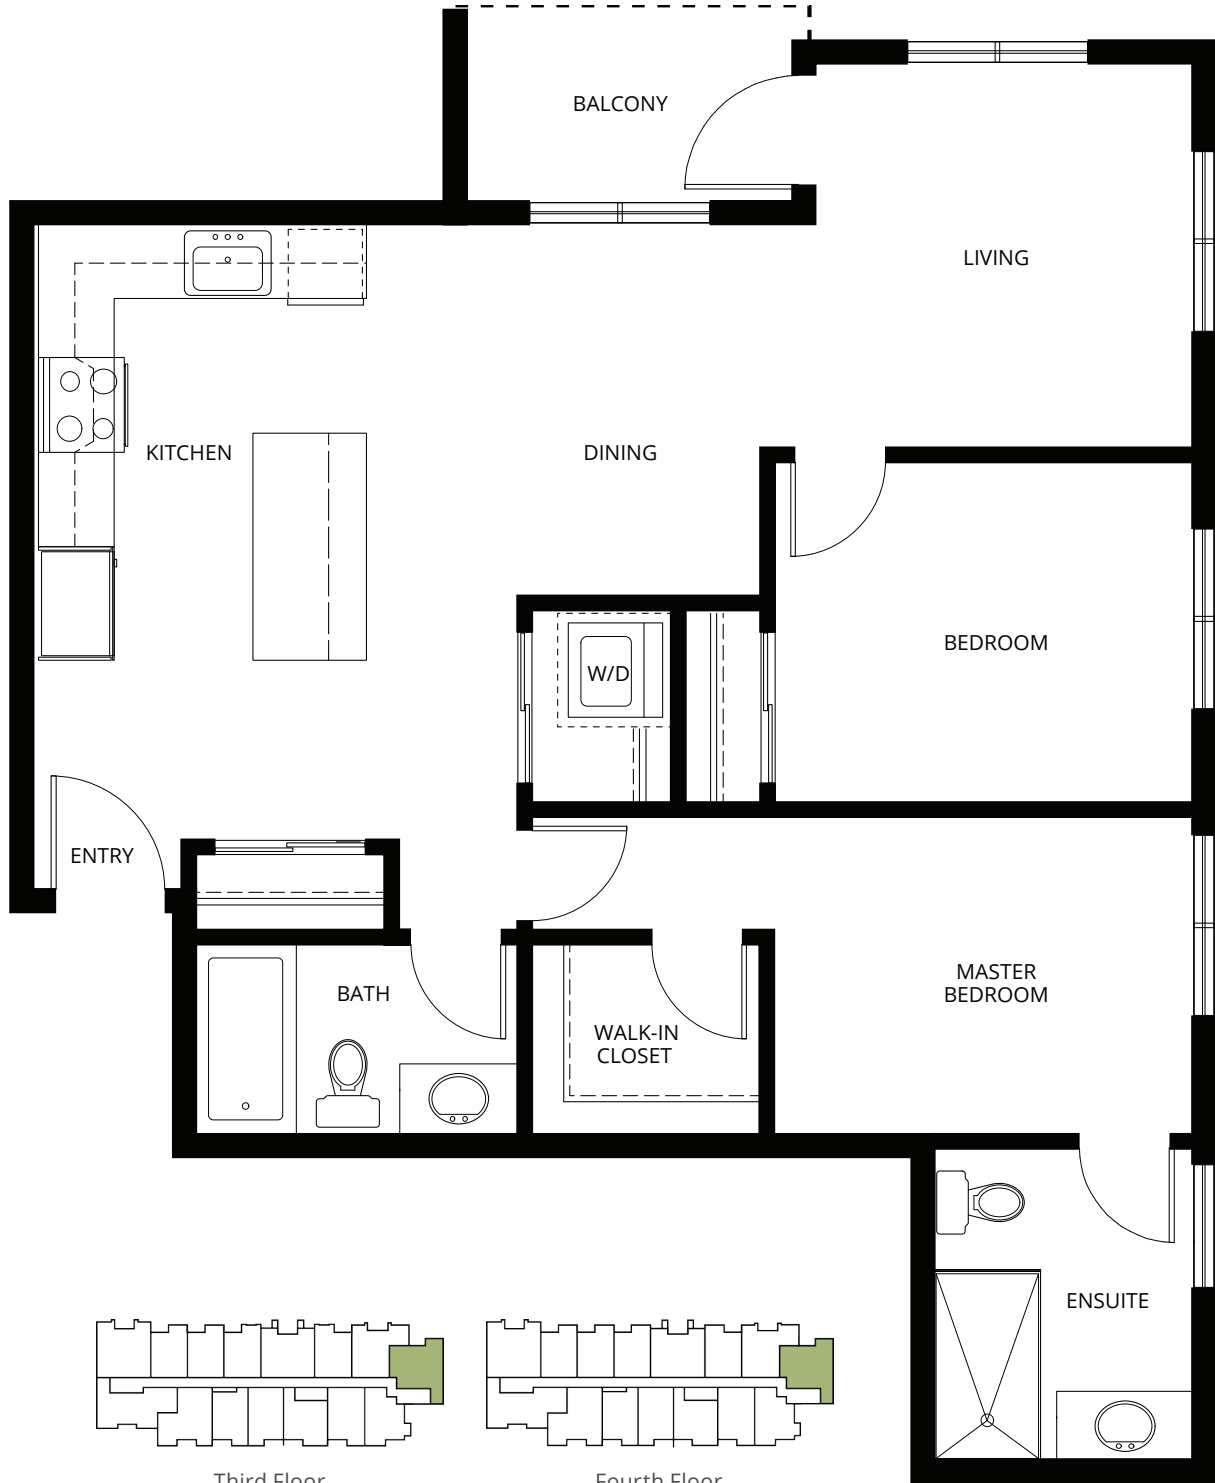 BALCONY
LIVING
KITCHEN
DINING
BEDROOM
W/D
ENTRY
MASTER
BEDROOM
BATH
WALK-IN
CLOSET
ENSUITE
Third Floor
Fourth Floor